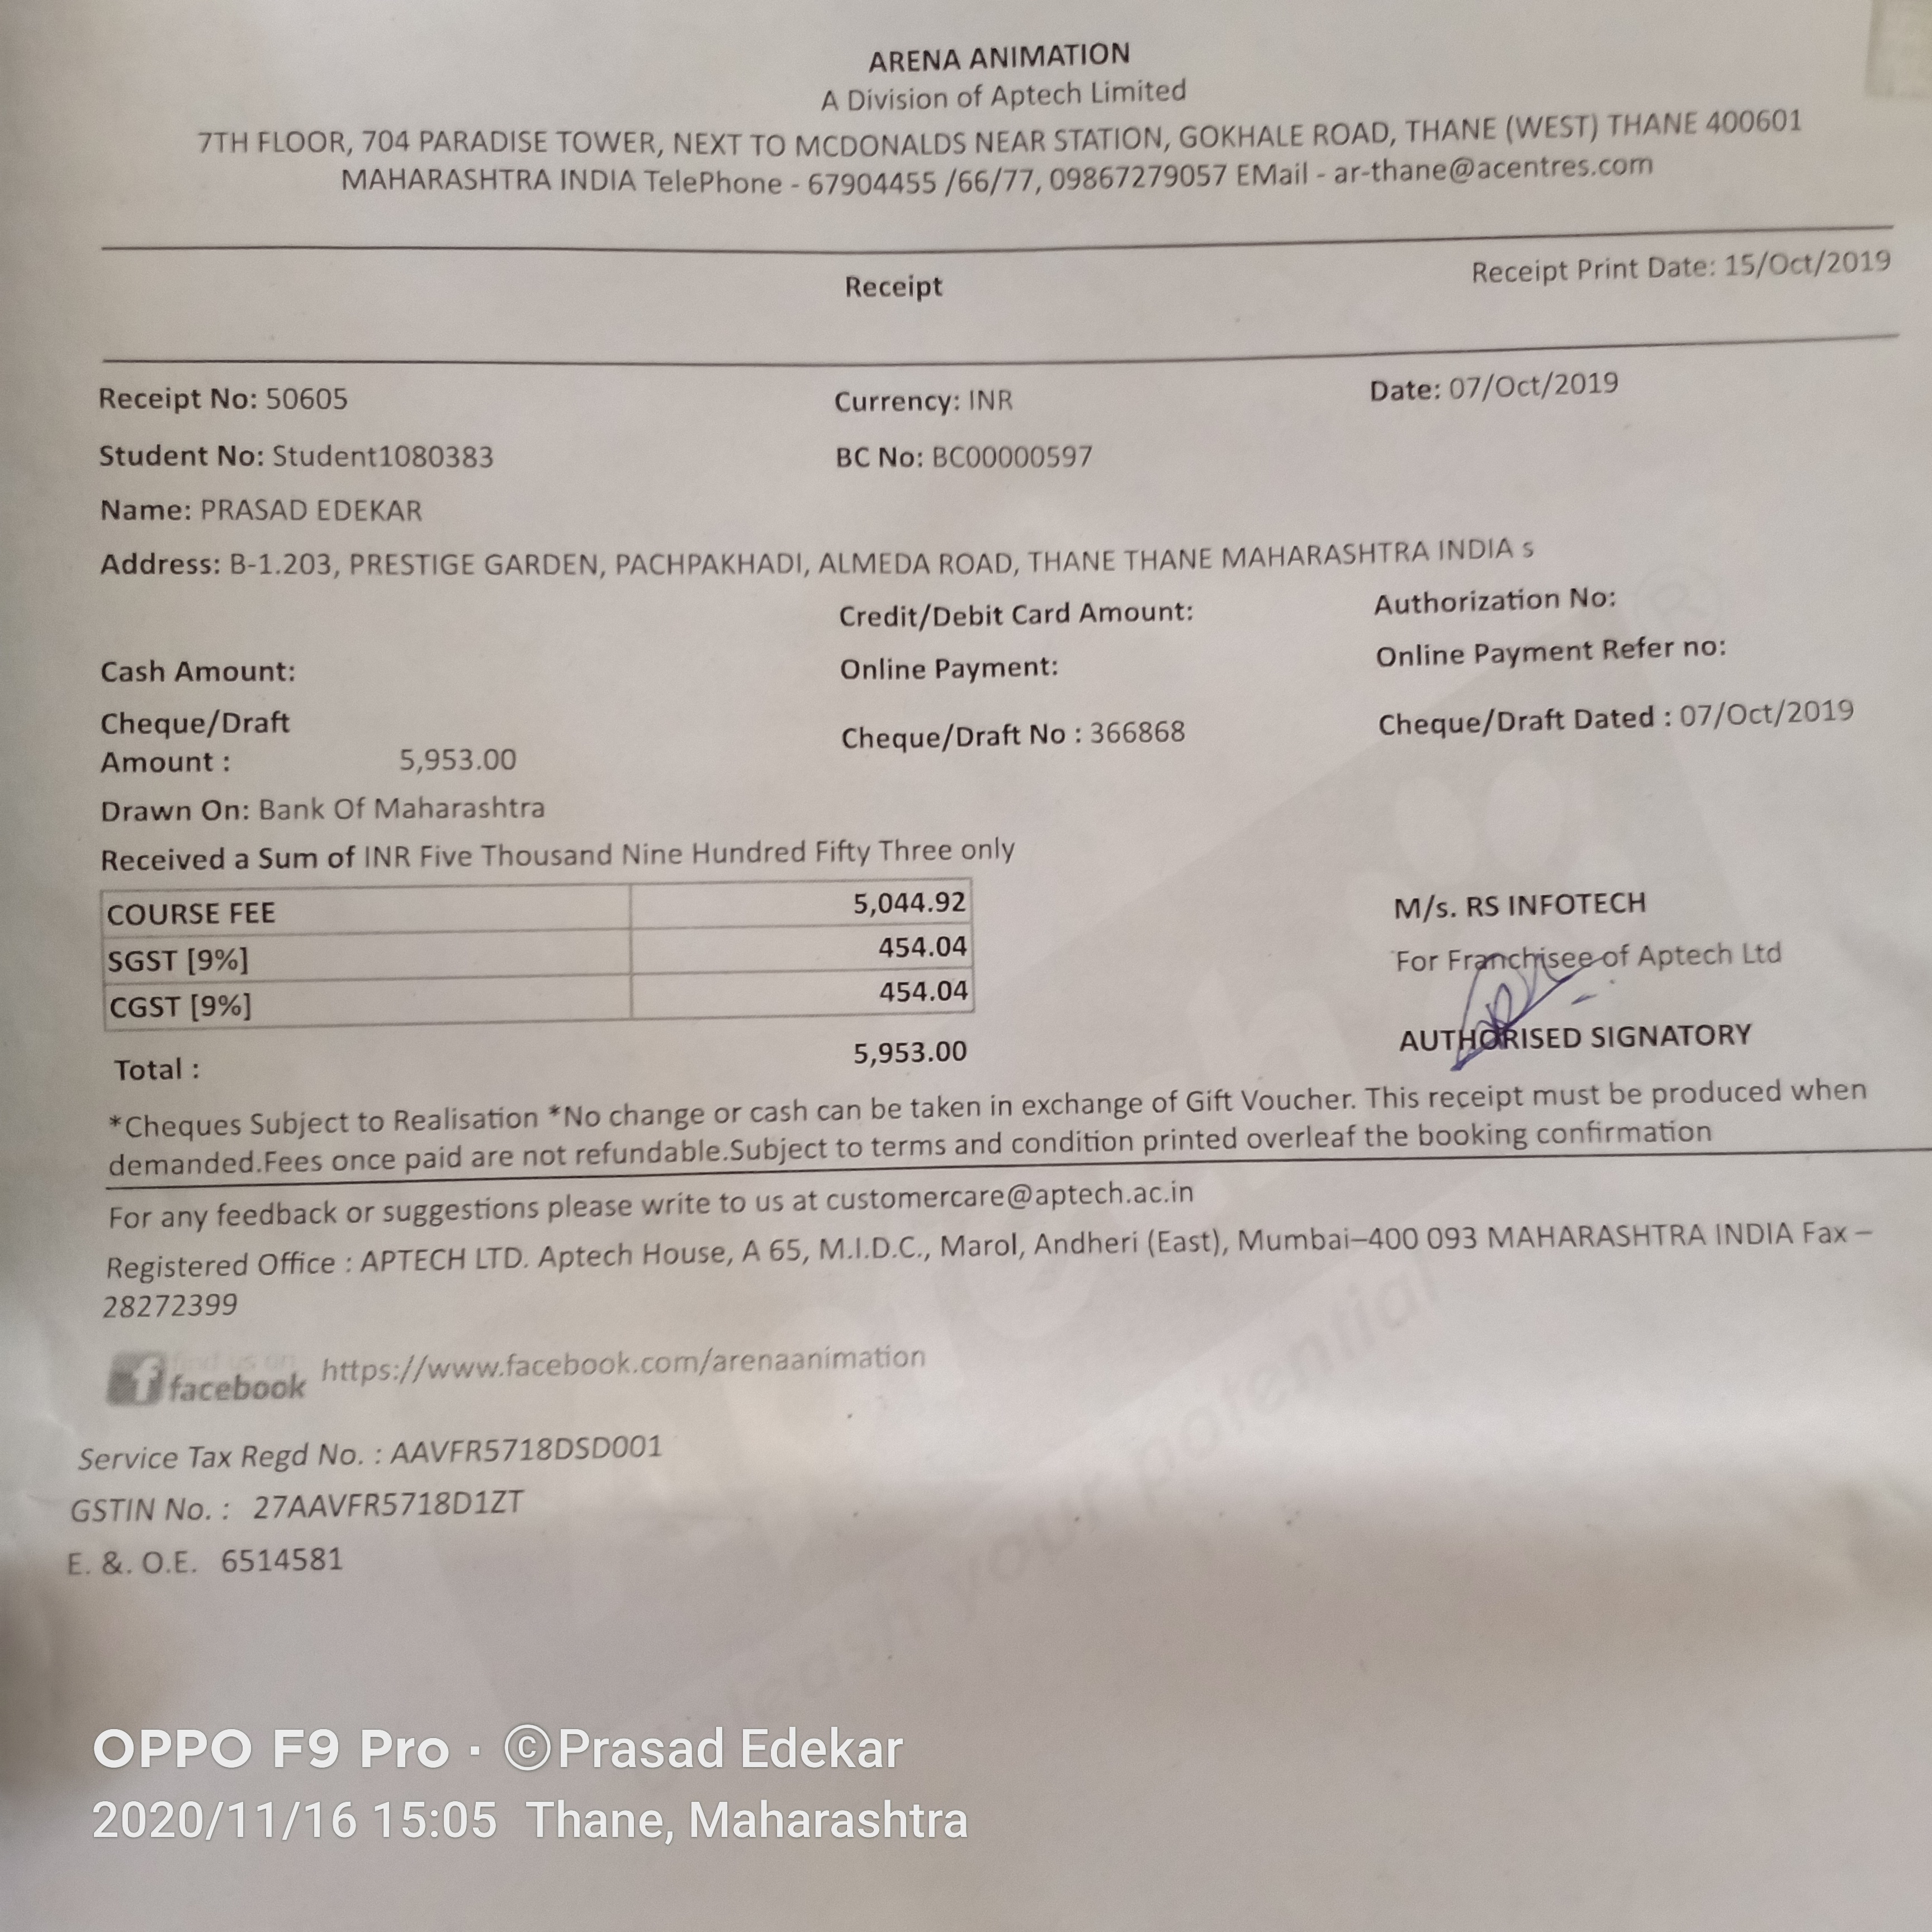 ARENA ANIMATION
A Division of Aptech Limited
7TH FLOOR, 704 PARADISE TOWER, NEXT TO MCDONALDS NEAR STATION, GOKHALE ROAD, THANE (WEST) THANE 400601
MAHARASHTRA INDIA TelePhone - 67904455 /66/77, 09867279057 EMail - ar-thane@acentres.com
Receipt Receipt Print Date: 15/Oct/2019
Receipt No: 50605 Currency: INR Date: 07/Oct/2019
Student No: Student1080383 BC No: BC00000597
Name: PRASAD EDEKAR
Address: B-1.203, PRESTIGE GARDEN, PACHPAKHADI, ALMEDA ROAD, THANE THANE MAHARASHTRA INDIA s
Credit/Debit Card Amount: Authorization No:
Cash Amount: Online Payment: Online Payment Refer no:
Cheque/Draft
Amount : 5,953.00 Cheque/Draft No : 366868 Cheque/Draft Dated : 07/Oct/2019
Drawn On: Bank Of Maharashtra
Received a Sum of INR Five Thousand Nine Hundred Fifty Three only
COURSE FEE 5,044.92 M/s. RS INFOTECH
SGST [9%] 454.04 For Franchisee of Aptech Ltd
CGST [9%] 454.04
AUTHORISED SIGNATORY
Total : 5,953.00
*Cheques Subject to Realisation *No change or cash can be taken in exchange of Gift Voucher. This receipt must be produced when
demanded.Fees once paid are not refundable.Subject to terms and condition printed overleaf the booking confirmation
For any feedback or suggestions please write to us at customercare@aptech.ac.in
Registered Office : APTECH LTD. Aptech House, A 65, M.I.D.C., Marol, Andheri (East), Mumbai–400 093 MAHARASHTRA INDIA Fax –
28272399
find us on
facebook https://www.facebook.com/arenaanimation
Service Tax Regd No. : AAVFR5718DSD001
GSTIN No. : 27AAVFR5718D1ZT
E. &. O.E. 6514581
unleash your potential
OPPO F9 Pro · ©Prasad Edekar
2020/11/16 15:05 Thane, Maharashtra